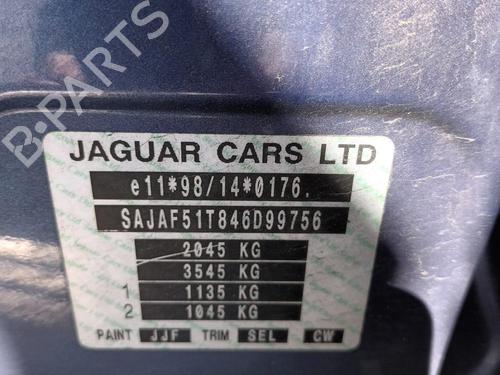 B-PARTS
JAGUAR CARS LTD
e11*98/14*0176.
SAJAF51T846D99756
2045 KG
3545 KG
1 1135 KG
2 1045 KG
PAINT JJF TRIM SEL CW